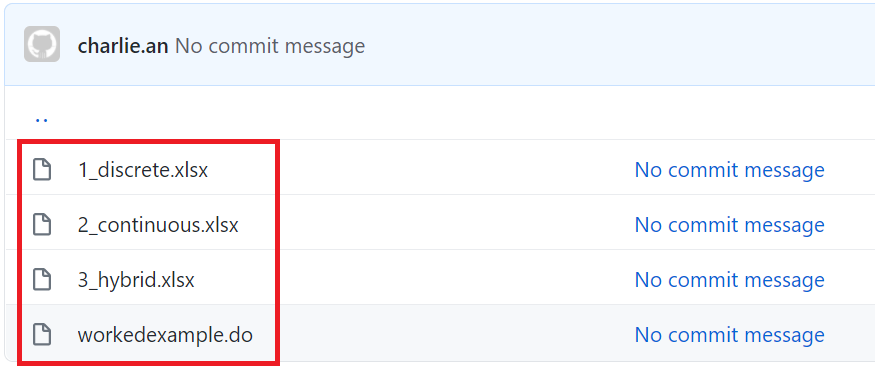 charlie.an No commit message
..
1_discrete.xlsx No commit message
2_continuous.xlsx No commit message
3_hybrid.xlsx No commit message
workedexample.do No commit message